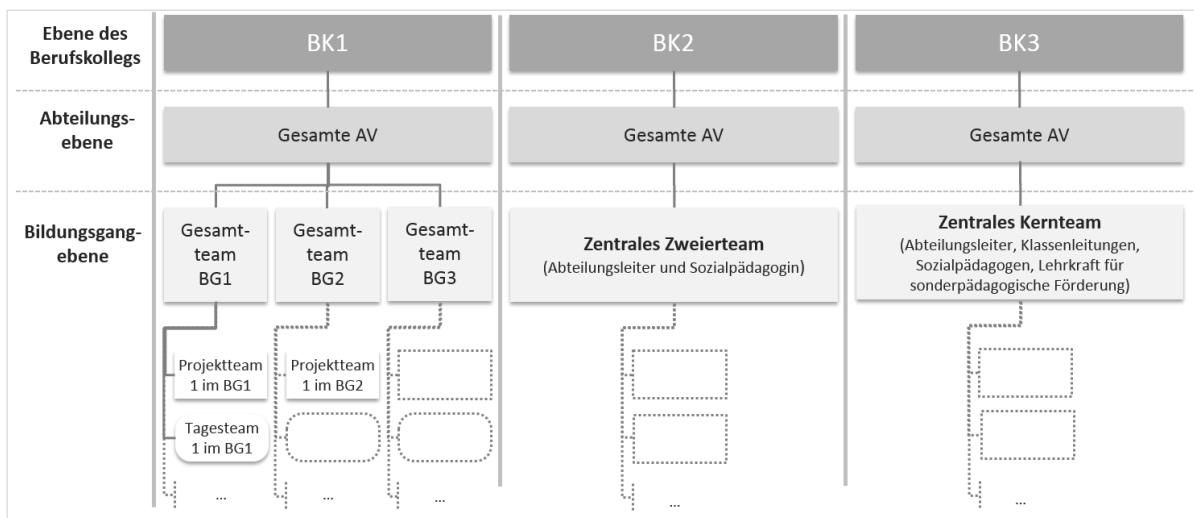 Ebene des
Berufskollegs
BK1
BK2
BK3
Abteilungs-
ebene
Gesamte AV
Gesamte AV
Gesamte AV
Bildungsgang-
ebene
Gesamt-
team
BG1
Gesamt-
team
BG2
Gesamt-
team
BG3
Zentrales Zweierteam
(Abteilungsleiter und Sozialpädagogin)
Zentrales Kernteam
(Abteilungsleiter, Klassenleitungen,
Sozialpädagogen, Lehrkraft für
sonderpädagogische Förderung)
Projektteam
1 im BG1
Projektteam
1 im BG2
Tagesteam
1 im BG1
...
...
...
...
...